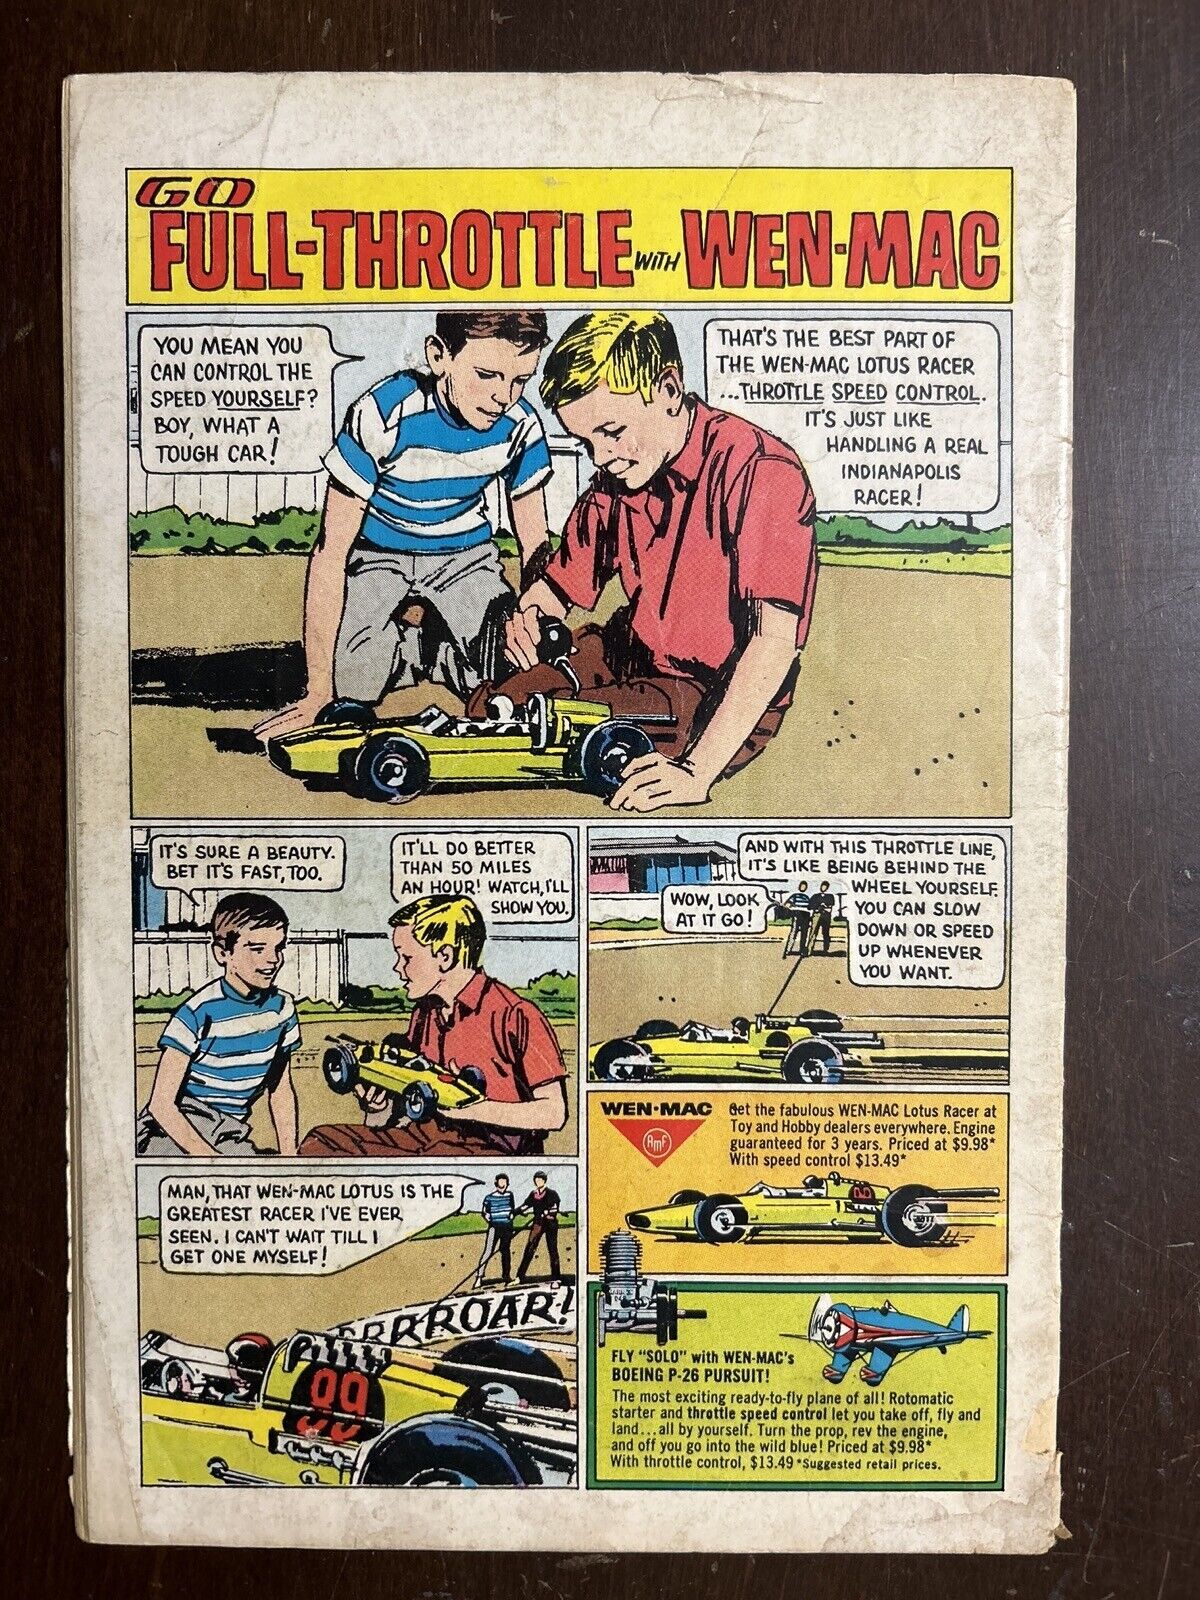 GO
FULL-THROTTLE WITH WEN-MAC
YOU MEAN YOU
CAN CONTROL THE
SPEED YOURSELF?
BOY, WHAT A
TOUGH CAR!
THAT'S THE BEST PART OF
THE WEN-MAC LOTUS RACER
...THROTTLE SPEED CONTROL.
IT'S JUST LIKE
HANDLING A REAL
INDIANAPOLIS
RACER!
IT'S SURE A BEAUTY.
BET IT'S FAST, TOO.
IT'LL DO BETTER
THAN 50 MILES
AN HOUR! WATCH, I'LL
SHOW YOU.
AND WITH THIS THROTTLE LINE,
IT'S LIKE BEING BEHIND THE
WHEEL YOURSELF.
YOU CAN SLOW
DOWN OR SPEED
UP WHENEVER
YOU WANT.
WOW, LOOK
AT IT GO!
MAN, THAT WEN-MAC LOTUS IS THE
GREATEST RACER I'VE EVER
SEEN. I CAN'T WAIT TILL I
GET ONE MYSELF!
RRRROAR!
99
WEN-MAC
AMF
Get the fabulous WEN-MAC Lotus Racer at
Toy and Hobby dealers everywhere. Engine
guaranteed for 3 years. Priced at $9.98*
With speed control $13.49*
FLY "SOLO" with WEN-MAC's
BOEING P-26 PURSUIT!
The most exciting ready-to-fly plane of all! Rotomatic
starter and throttle speed control let you take off, fly and
land...all by yourself. Turn the prop, rev the engine,
and off you go into the wild blue! Priced at $9.98*
With throttle control, $13.49 *Suggested retail prices.